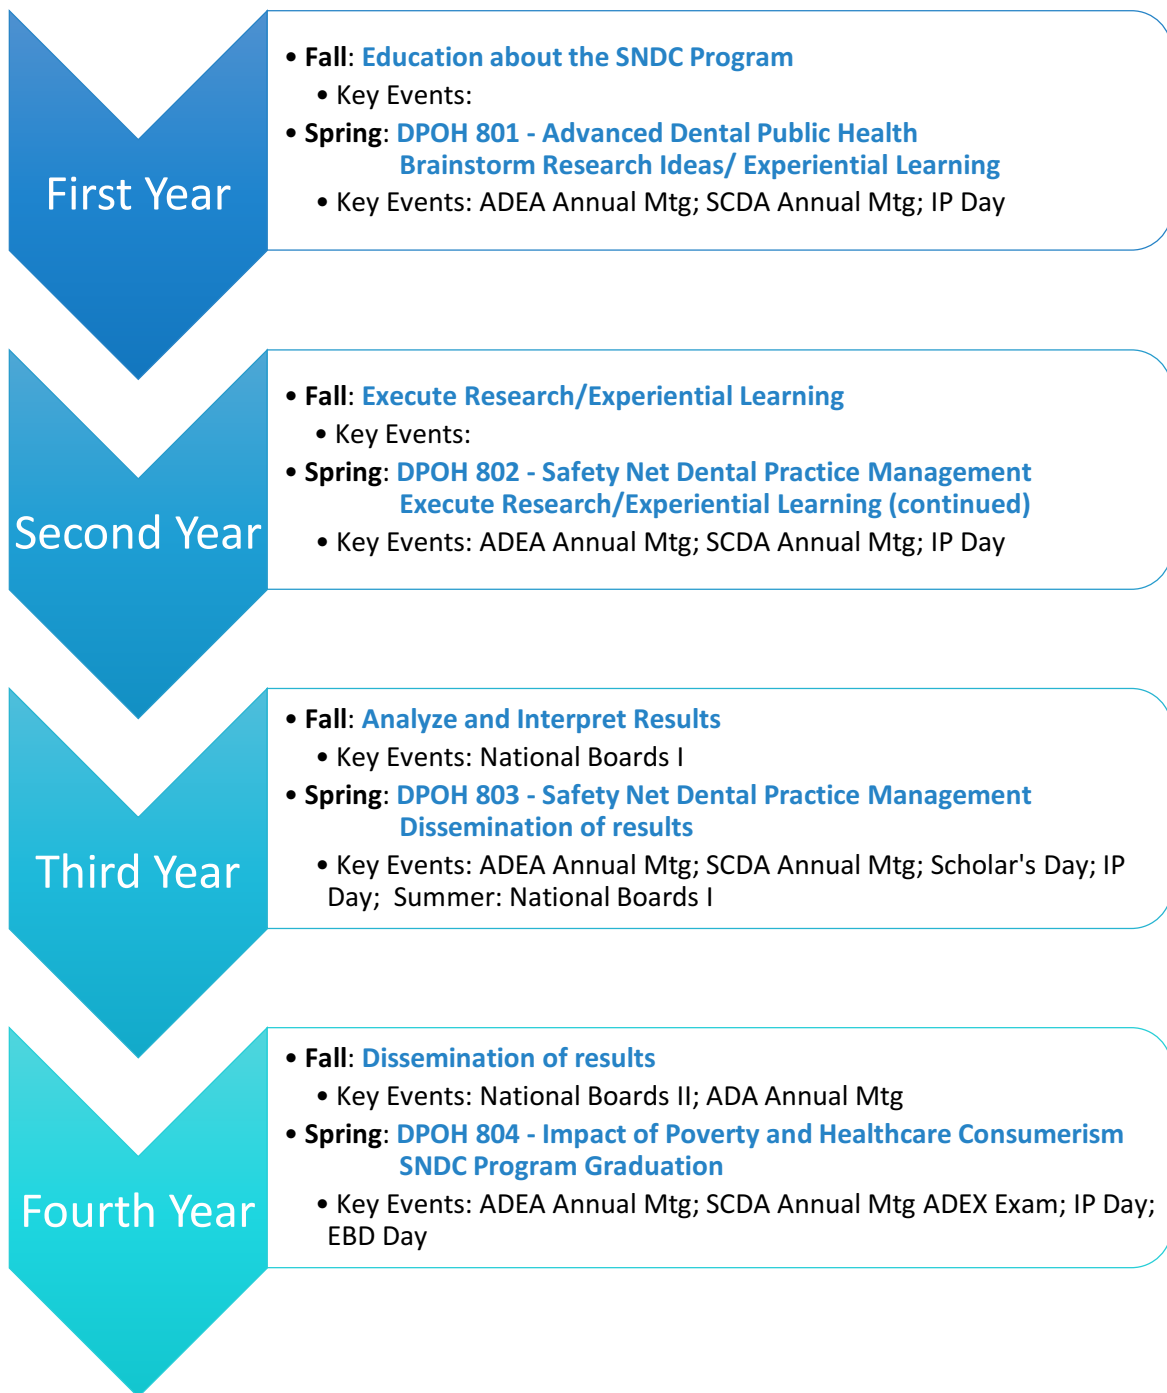 First Year
• Fall: Education about the SNDC Program
• Key Events:
• Spring: DPOH 801 - Advanced Dental Public Health
Brainstorm Research Ideas/ Experiential Learning
• Key Events: ADEA Annual Mtg; SCDA Annual Mtg; IP Day
Second Year
• Fall: Execute Research/Experiential Learning
• Key Events:
• Spring: DPOH 802 - Safety Net Dental Practice Management
Execute Research/Experiential Learning (continued)
• Key Events: ADEA Annual Mtg; SCDA Annual Mtg; IP Day
Third Year
• Fall: Analyze and Interpret Results
• Key Events: National Boards I
• Spring: DPOH 803 - Safety Net Dental Practice Management
Dissemination of results
• Key Events: ADEA Annual Mtg; SCDA Annual Mtg; Scholar's Day; IP
Day;  Summer: National Boards I
Fourth Year
• Fall: Dissemination of results
• Key Events: National Boards II; ADA Annual Mtg
• Spring: DPOH 804 - Impact of Poverty and Healthcare Consumerism
SNDC Program Graduation
• Key Events: ADEA Annual Mtg; SCDA Annual Mtg ADEX Exam; IP Day;
EBD Day